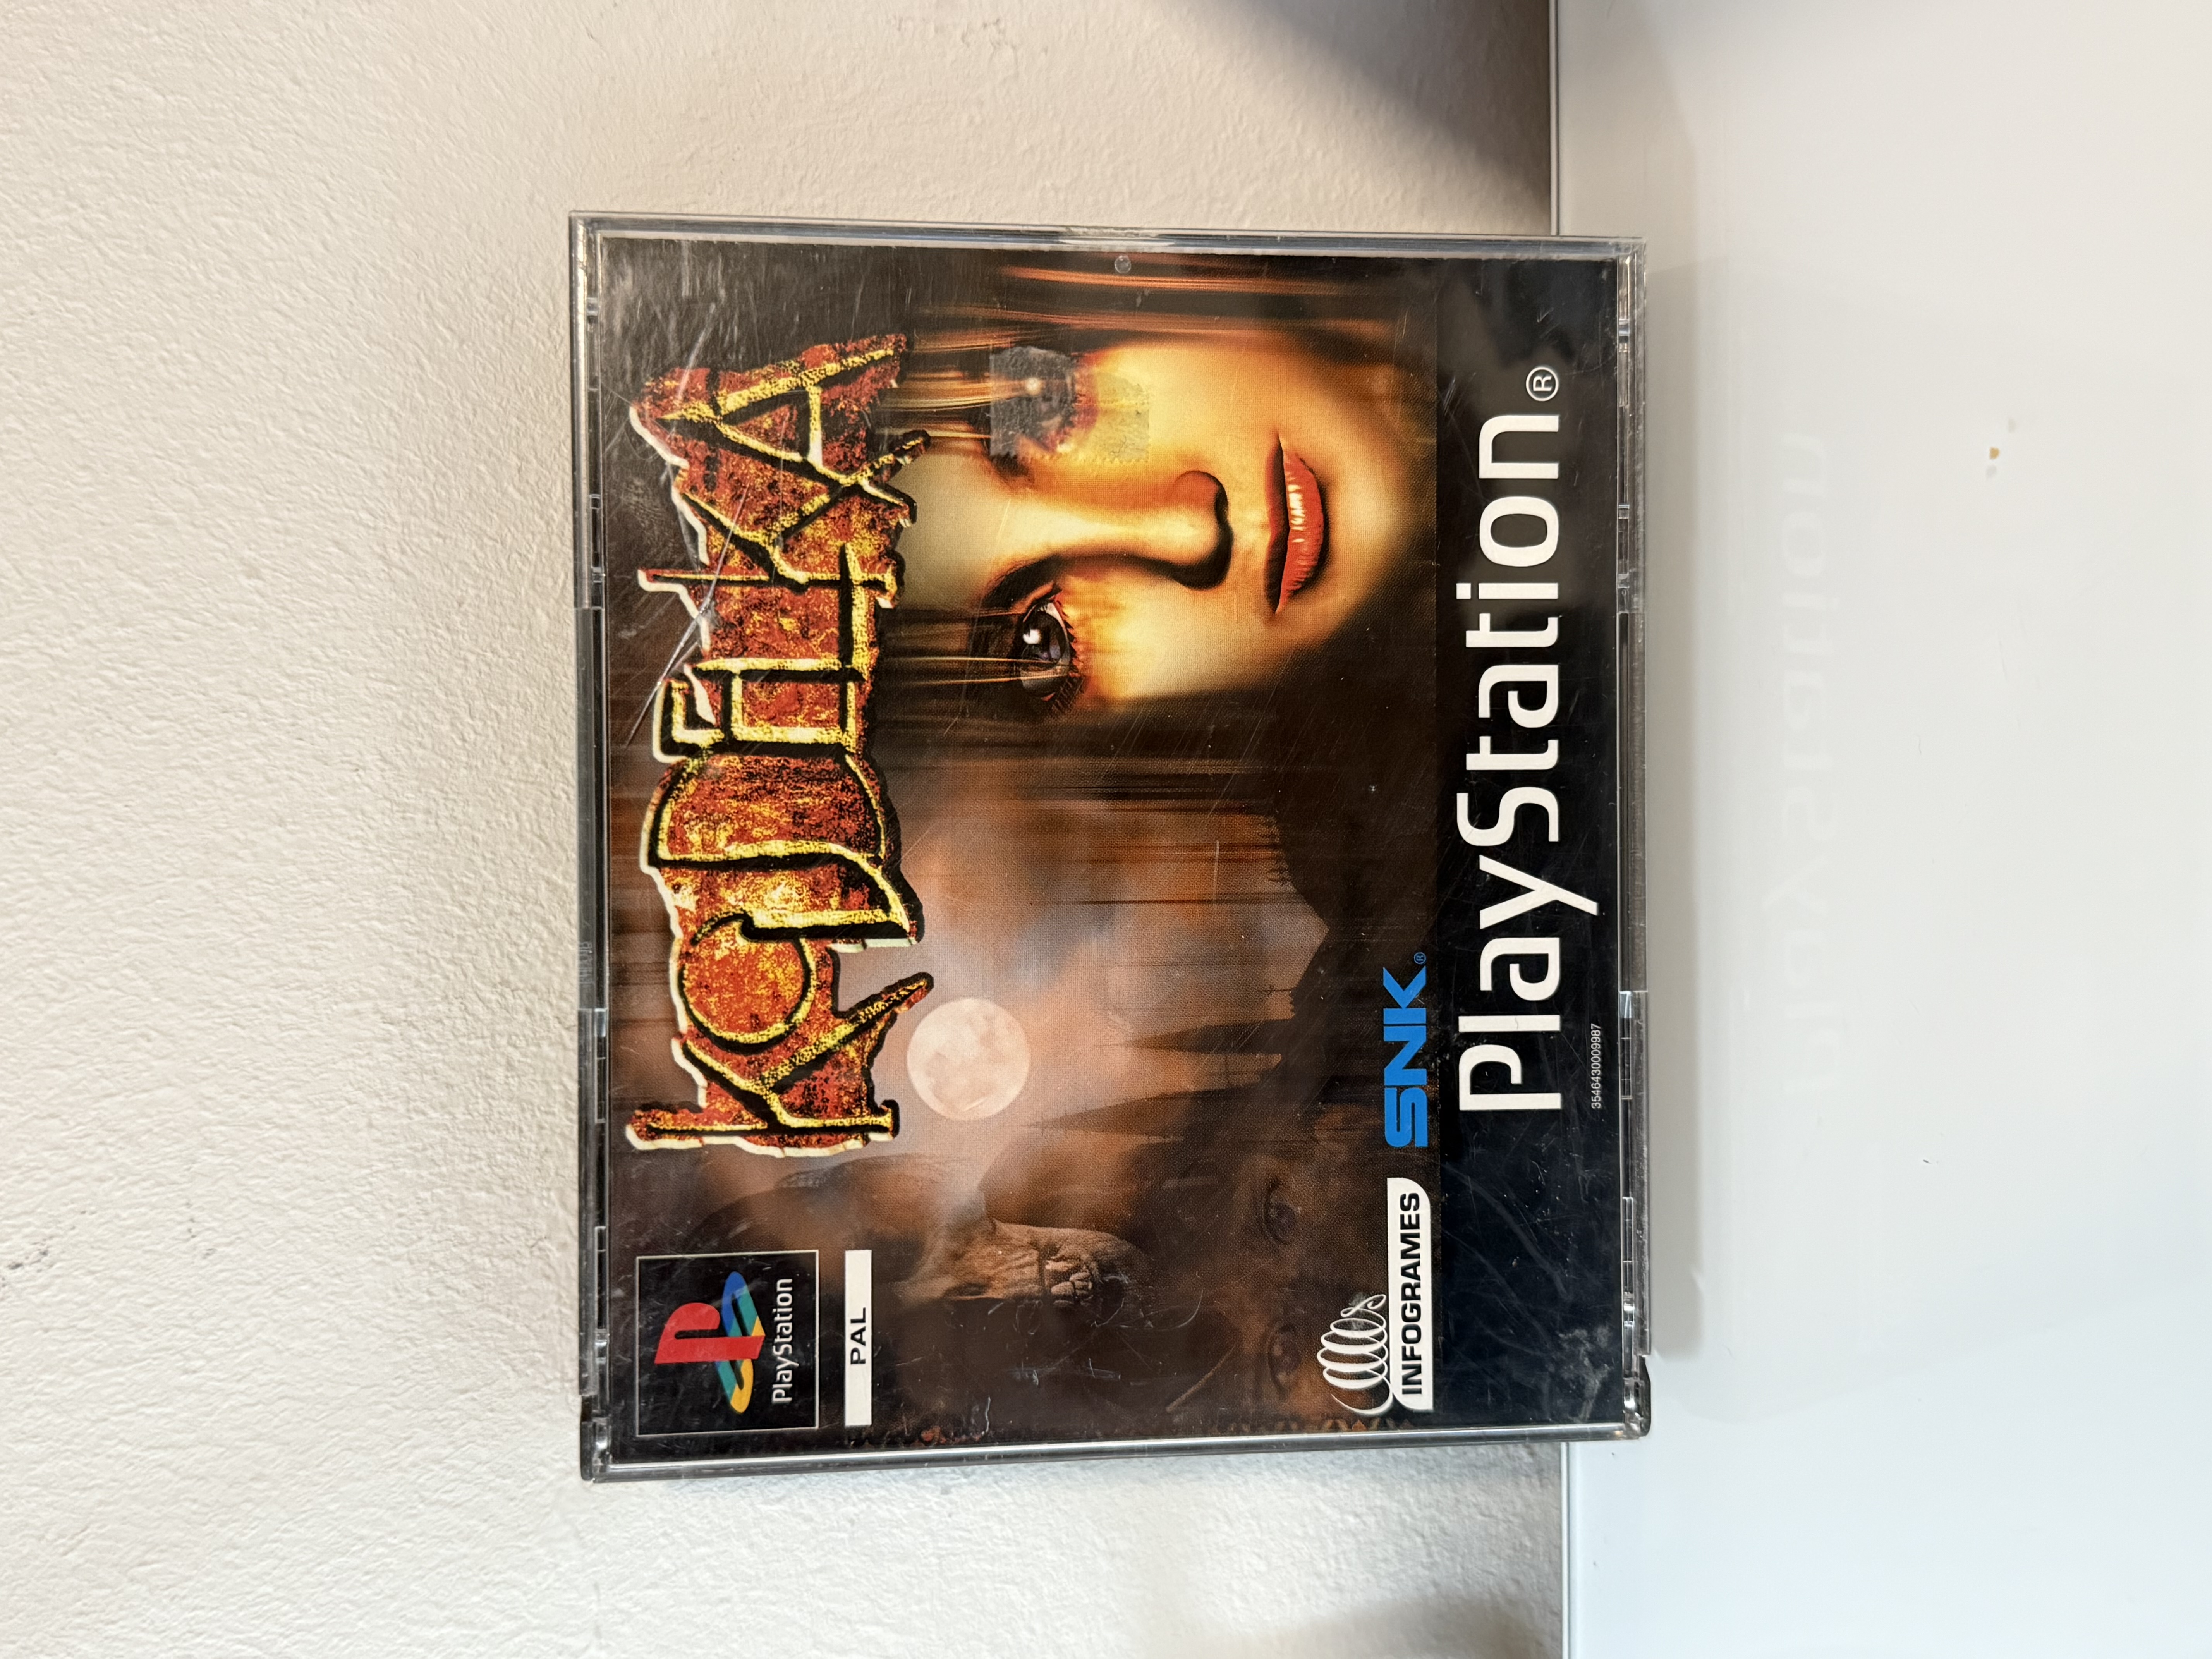 PlayStation
PAL
KOUDELKA
INFOGRAMES
SNK®
PlayStation®
3546430009987